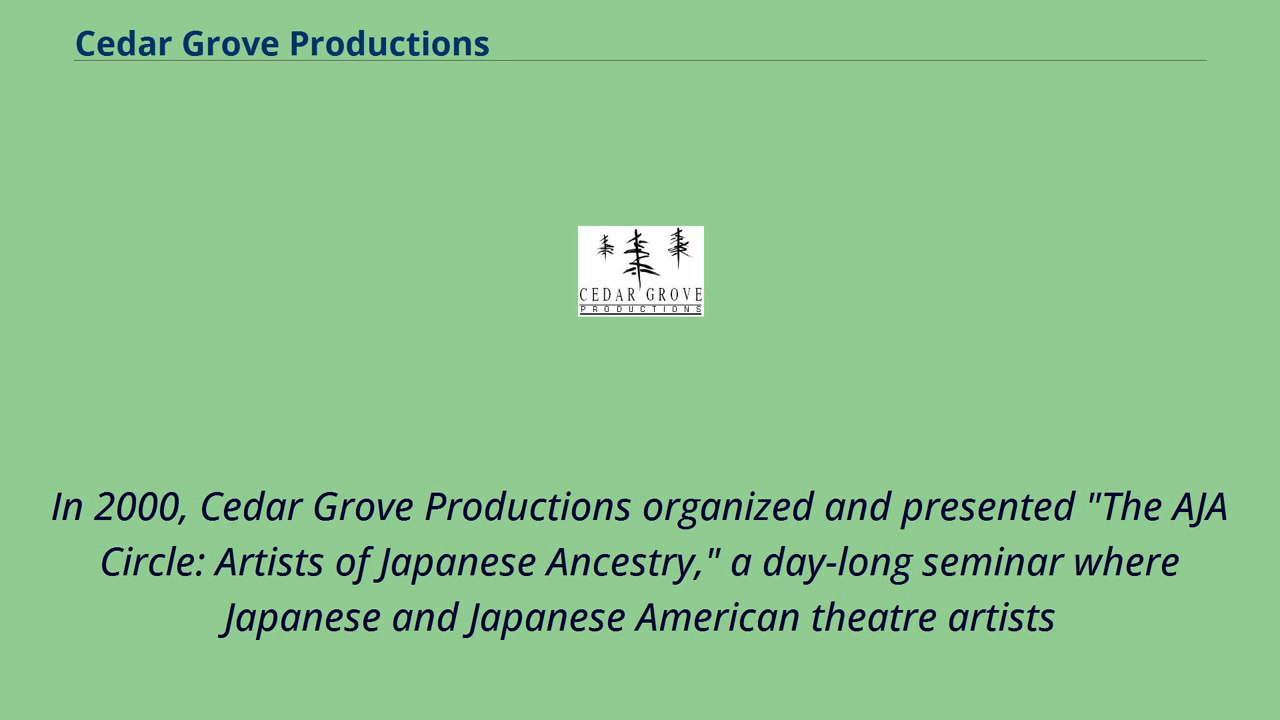 Cedar Grove Productions
CEDAR GROVE
PRODUCTIONS
In 2000, Cedar Grove Productions organized and presented "The AJA
Circle: Artists of Japanese Ancestry," a day-long seminar where
Japanese and Japanese American theatre artists